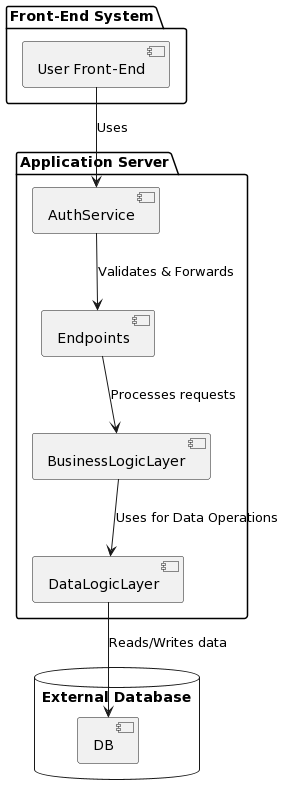 Front-End System
User Front-End
Uses
Application Server
AuthService
Validates & Forwards
Endpoints
Processes requests
BusinessLogicLayer
Uses for Data Operations
DataLogicLayer
Reads/Writes data
External Database
DB